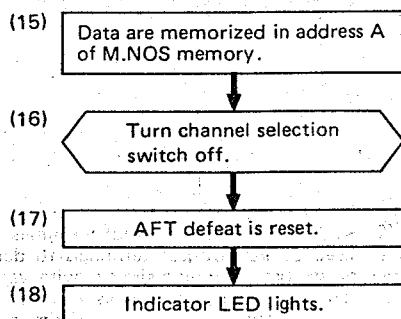 (15)
Data are memorized in address A
of M.NOS memory.
(16)
Turn channel selection
switch off.
(17)
AFT defeat is reset.
(18)
Indicator LED lights.